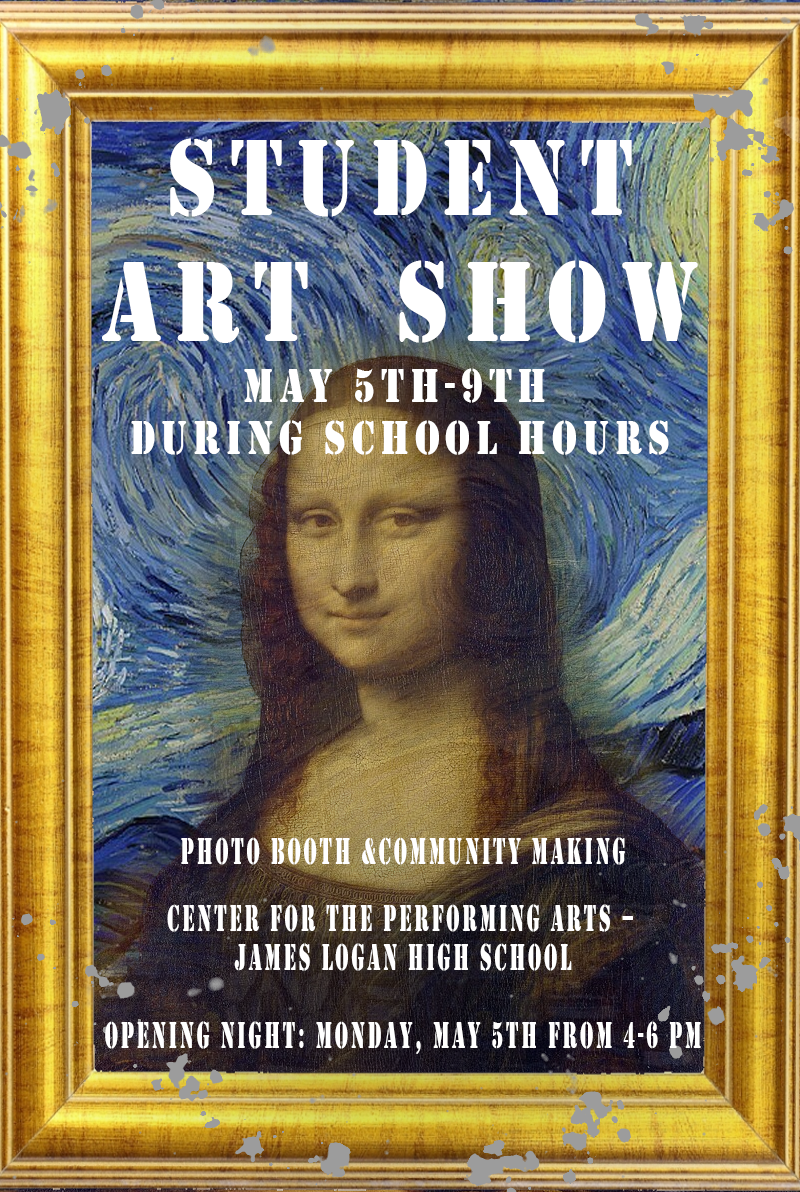 STUDENT
ART SHOW
MAY 5TH-9TH
DURING SCHOOL HOURS
PHOTO BOOTH &COMMUNITY MAKING
CENTER FOR THE PERFORMING ARTS –
JAMES LOGAN HIGH SCHOOL
OPENING NIGHT: MONDAY, MAY 5TH FROM 4-6 PM